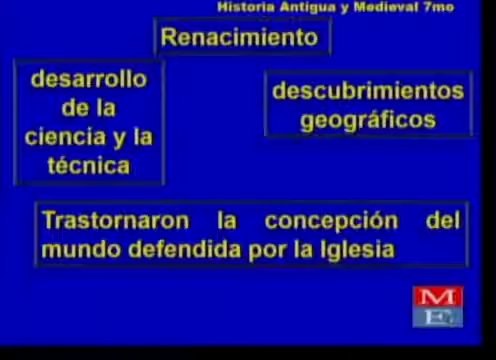 Historia Antigua y Medieval 7mo
Renacimiento
desarrollo
de la
ciencia y la
técnica
descubrimientos
geográficos
Trastornaron la concepción del
mundo defendida por la Iglesia
M